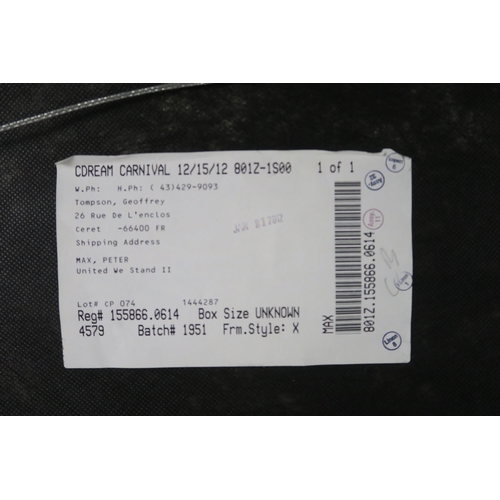 CDREAM CARNIVAL 12/15/12 801Z-1S00 1 of 1
W.Ph: H.Ph: ( 43)429-9093
Tompson, Geoffrey
26 Rue De L'enclos
Ceret -66400 FR
Shipping Address
MAX, PETER
United We Stand II
Lot# CP 074 1444287
Reg# 155866.0614 Box Size UNKNOWN
4579 Batch# 1951 Frm.Style: X
MAX
801Z.155866.0614